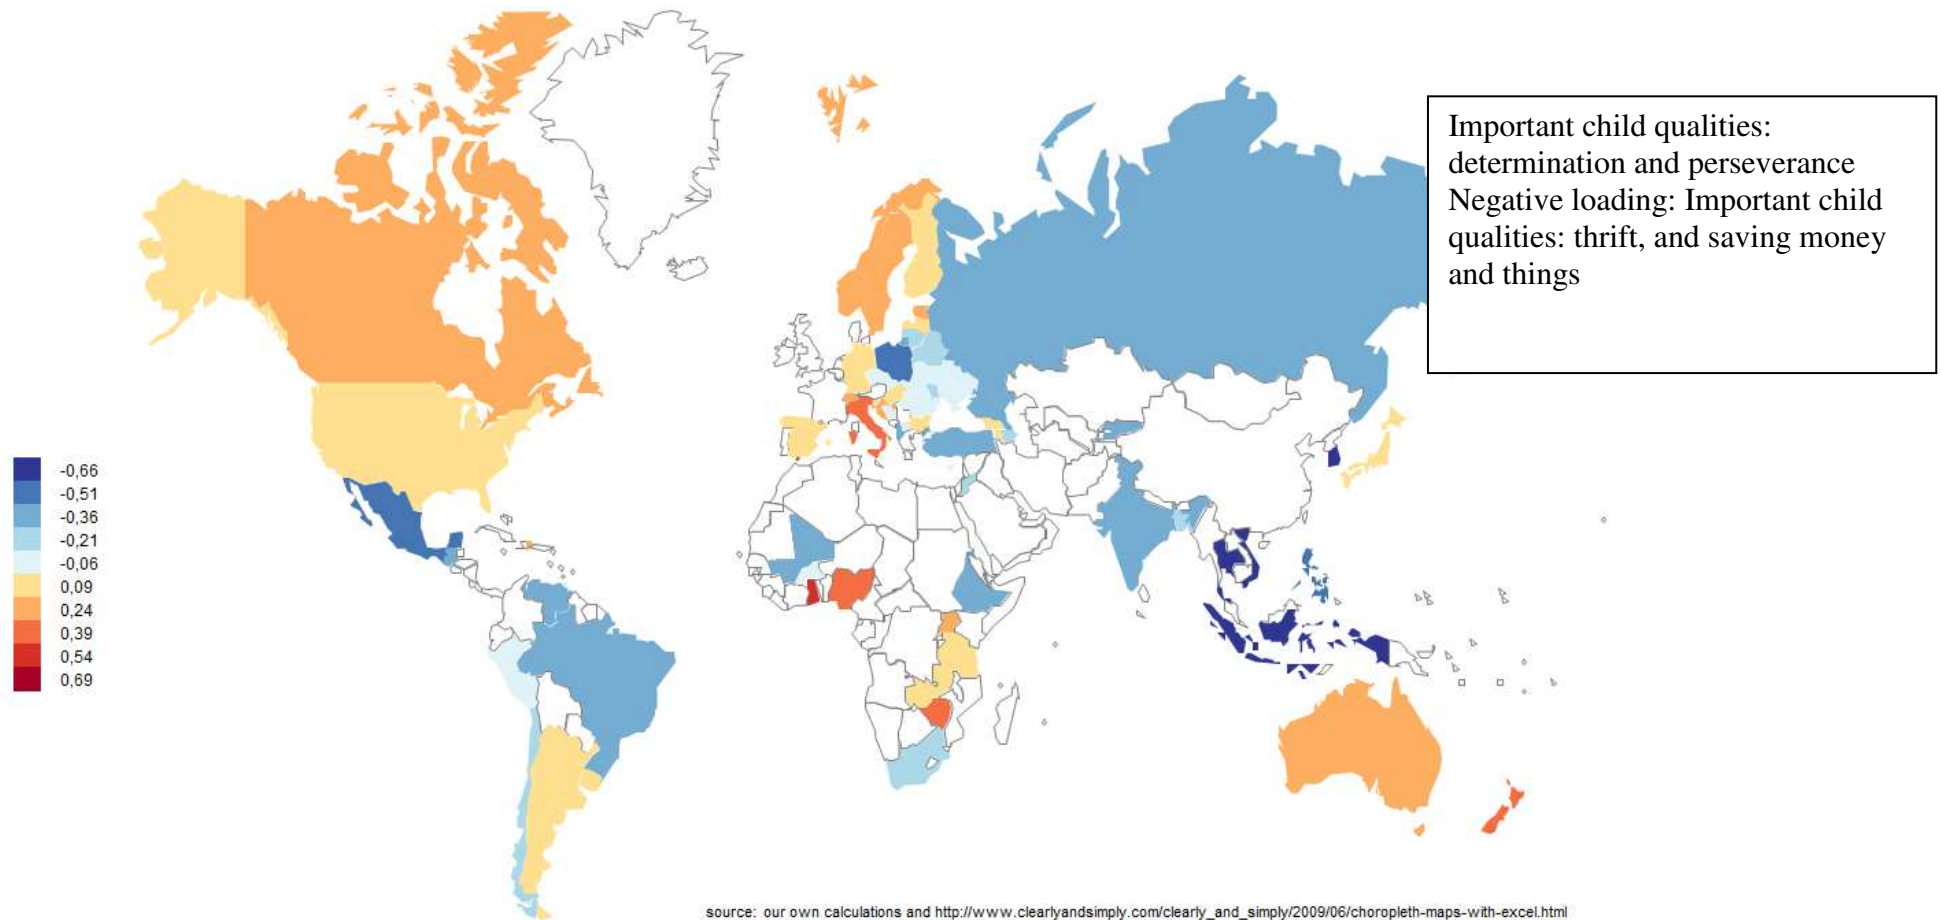 Important child qualities:
determination and perseverance
Negative loading: Important child
qualities: thrift, and saving money
and things
-0,66
-0,51
-0,36
-0,21
-0,06
0,09
0,24
0,39
0,54
0,69
source: our own calculations and http://www.clearlyandsimply.com/clearly_and_simply/2009/06/choropleth-maps-with-excel.html